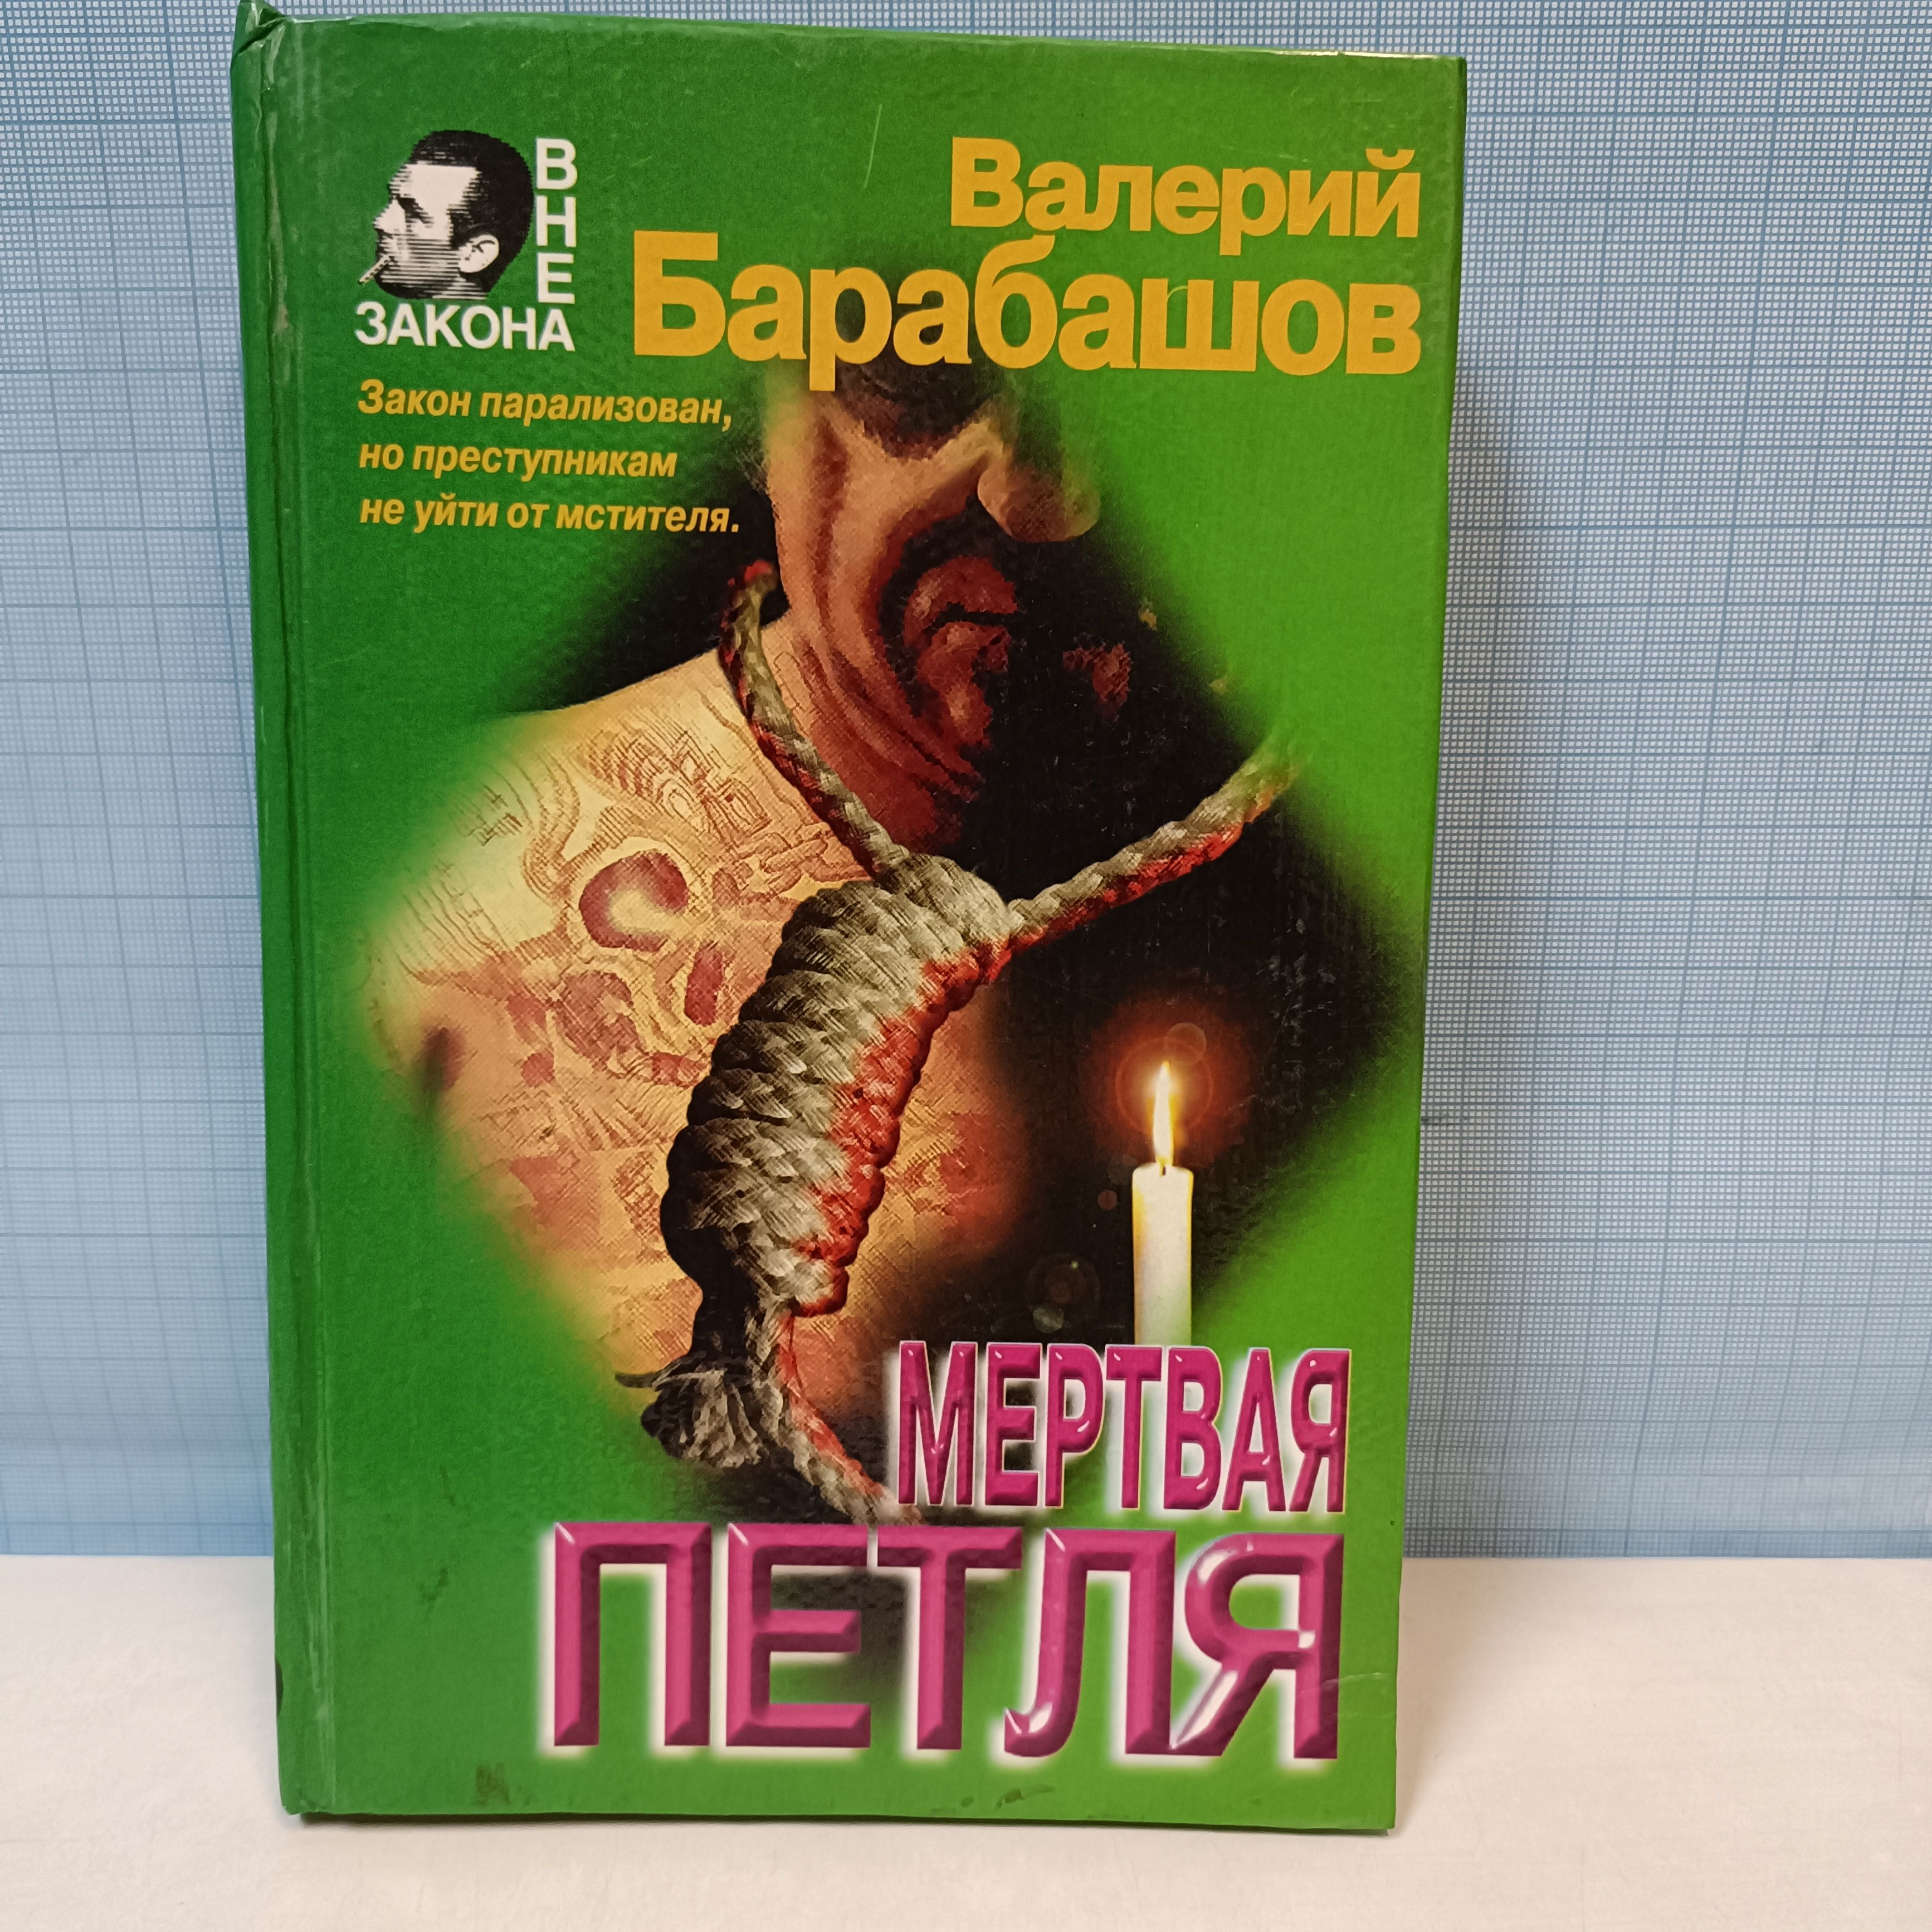 ВНЕ
ЗАКОНА
Валерий
Барабашов
Закон парализован,
но преступникам
не уйти от мстителя.
МЕРТВАЯ
ПЕТЛЯ